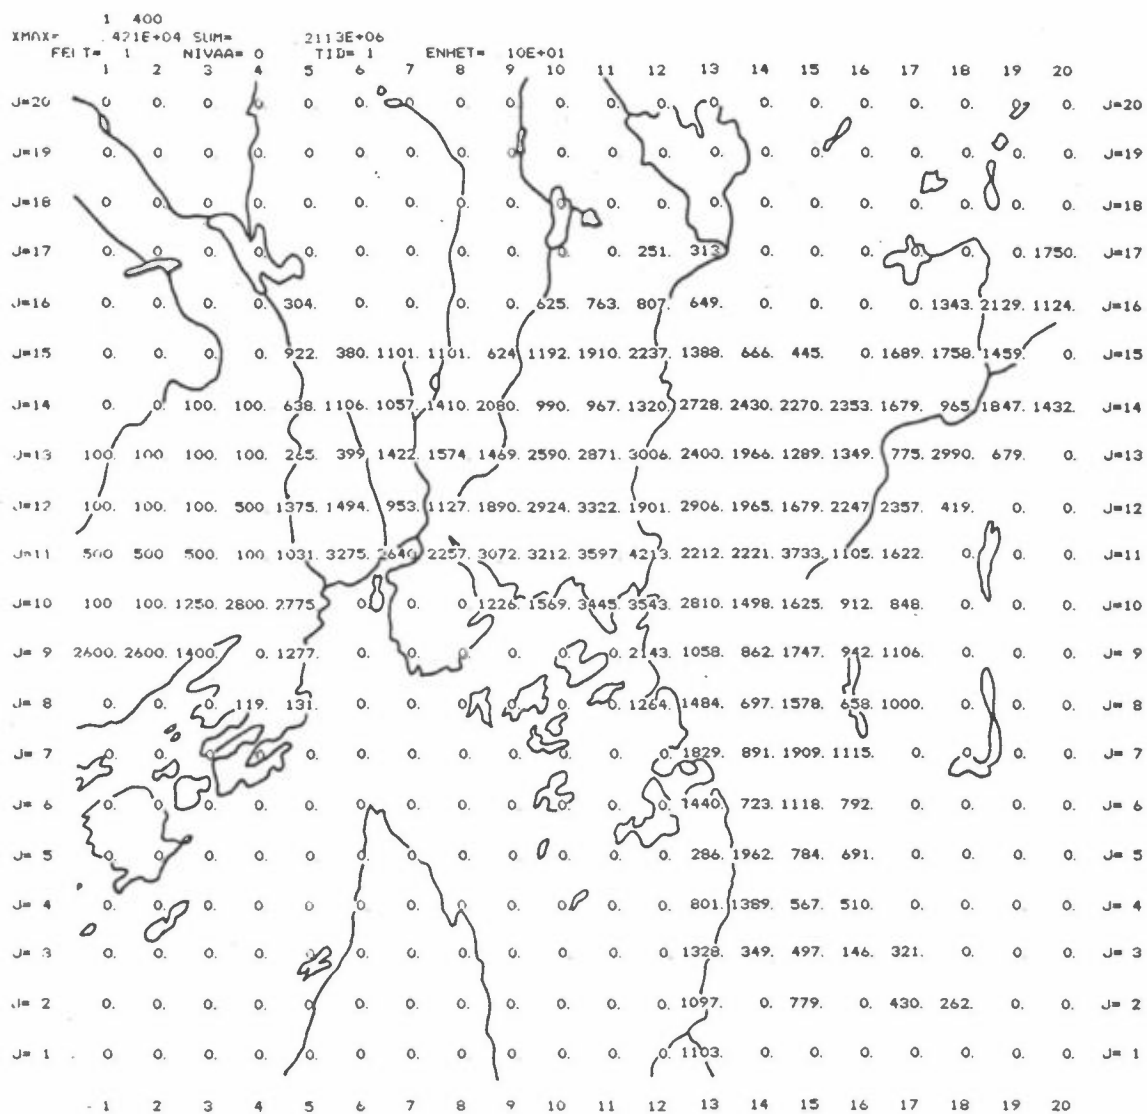 1 400
XMAX= .421E+04 SUM= 2113E+06
FELT= 1 NIVAA= 0 TID= 1 ENHET= 10E+01
1 2 3 4 5 6 7 8 9 10 11 12 13 14 15 16 17 18 19 20
J=20 0 0. 0. 0. 0. 0. 0. 0. 0. 0. 0. 0. 0. 0. 0. 0. 0. 0. 0. 0. J=20
J=19 0 0. 0 0. 0. 0. 0. 0. 0. 0. 0. 0. 0. 0. 0. 0. 0. 0. 0. 0. J=19
J=18 0. 0. 0. 0. 0. 0. 0. 0. 0. 0. 0. 0. 0. 0. 0. 0. 0. 0. 0. 0. J=18
J=17 0. 0. 0. 0. 0. 0. 0. 0. 0. 0. 0. 251. 313 0. 0. 0. 0. 0. 0. 1750. J=17
J=16 0. 0. 0. 0. 304. 0. 0. 0. 0. 625. 763. 807. 649. 0. 0. 0. 0. 1343. 2129. 1124. J=16
J=15 0. 0. 0. 0. 922. 380. 1101. 1101. 624 1192. 1910. 2237. 1388. 666. 445. 0. 1689. 1758. 1459. 0. J=15
J=14 0. 0. 100. 100. 638. 1106. 1057. 1410. 2080. 990. 967. 1320. 2728. 2430. 2270. 2353. 1679. 965. 1847. 1432. J=14
J=13 100. 100 100. 100. 265. 399. 1422. 1574. 1469. 2590. 2871. 3006. 2400. 1966. 1289. 1349. 775. 2990. 679. 0. J=13
J=12 100. 100. 100. 500. 1375. 1494. 953. 1127. 1890. 2924. 3322. 1901. 2906. 1965. 1679. 2247. 2357. 419. 0. 0. J=12
J=11 500 500 500. 100. 1031. 3275. 2640. 2257. 3072. 3212. 3597. 4213. 2212. 2221. 3733. 1105. 1622. 0. 0. 0. J=11
J=10 100 100. 1250. 2800. 2775. 0. 0. 0. 1226. 1569. 3445. 3543. 2810. 1498. 1625. 912. 848. 0. 0. 0. J=10
J= 9 2600. 2600. 1400. 0. 1277. 0. 0. 0. 0. 0. 0. 2143. 1058. 862. 1747. 942. 1106. 0. 0. 0. J= 9
J= 8 0. 0. 0. 119. 131. 0. 0. 0. 0. 0. 0. 1264. 1484. 697. 1578. 658. 1000. 0. 0. 0. J= 8
J= 7 0. 0. 0. 0. 0. 0. 0. 0. 0. 0. 0. 0. 1829. 891. 1909. 1115. 0. 0. 0. 0. J= 7
J= 6 0. 0. 0. 0. 0. 0. 0. 0. 0. 0. 0. 0. 1440. 723. 1118. 792. 0. 0. 0. 0. J= 6
J= 5 0. 0. 0. 0. 0 0. 0. 0. 0. 0. 0. 0. 286. 1962. 784. 691. 0. 0. 0. 0. J= 5
J= 4 0. 0. 0. 0. 0 0. 0. 0. 0. 0. 0. 0. 801. 1389. 567. 510. 0. 0. 0. 0. J= 4
J= 3 0. 0. 0. 0. 0. 0. 0. 0. 0. 0. 0. 0. 1328. 349. 497. 146. 321. 0. 0. 0. J= 3
J= 2 0. 0. 0. 0. 0. 0. 0. 0. 0. 0. 0. 0. 1097. 0. 779. 0. 430. 262. 0. 0. J= 2
J= 1 0 0. 0. 0. 0. 0. 0. 0. 0. 0. 0. 0. 1103. 0. 0. 0. 0. 0. 0. 0. J= 1
1 2 3 4 5 6 7 8 9 10 11 12 13 14 15 16 17 18 19 20